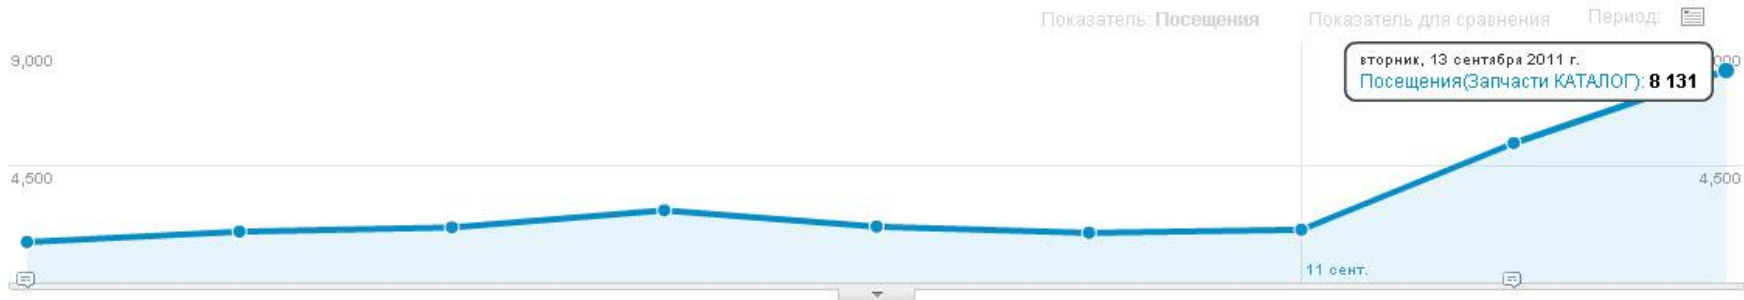 Показатель: Посещения Показатель для сравнения Период:
9,000
вторник, 13 сентября 2011 г.
Посещения(Запчасти КАТАЛОГ): 8 131
4,500 4,500
11 сент.